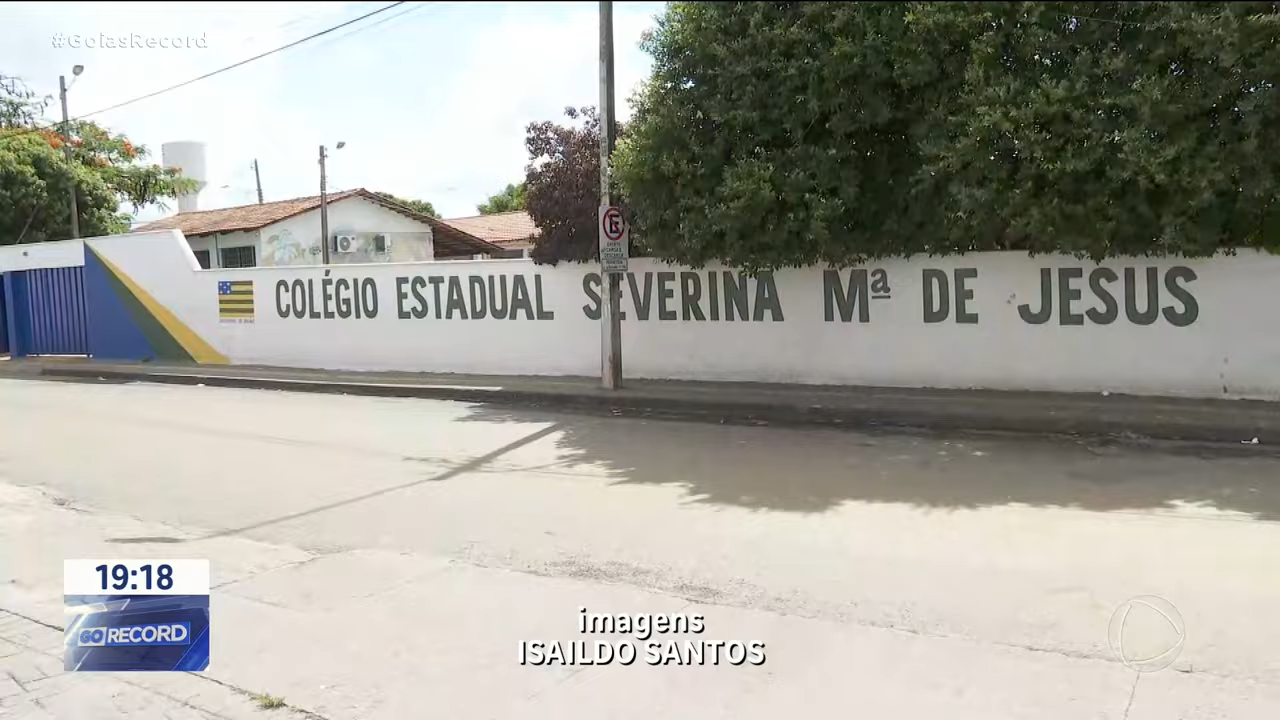 #GoiasRecord
COLÉGIO ESTADUAL SEVERINA Mª DE JESUS
19:18
GO RECORD
imagens
ISAILDO SANTOS